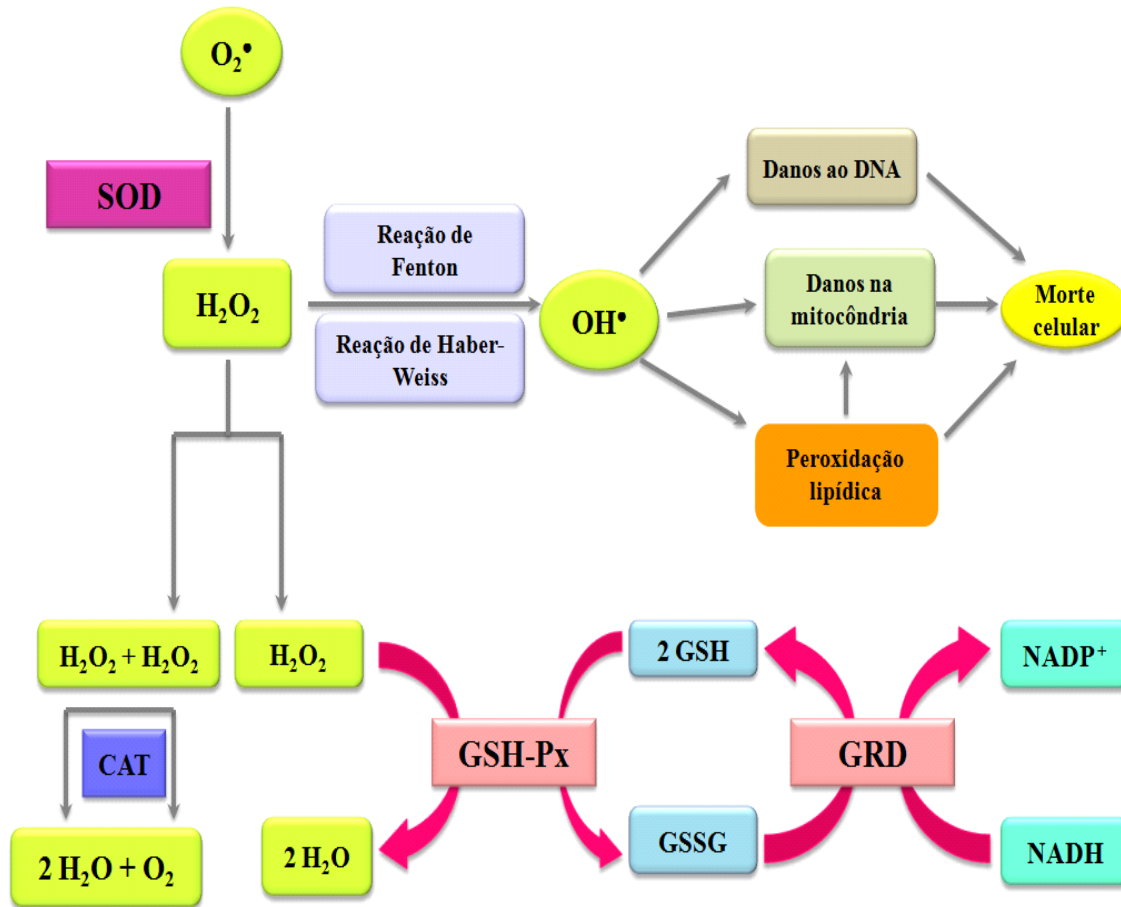 O₂•
SOD
H₂O₂
Reação de
Fenton
Reação de Haber-
Weiss
OH•
Danos ao DNA
Danos na
mitocôndria
Peroxidação
lipídica
Morte
celular
H₂O₂ + H₂O₂
H₂O₂
CAT
2 H₂O + O₂
2 H₂O
GSH-Px
2 GSH
GSSG
GRD
NADP⁺
NADH